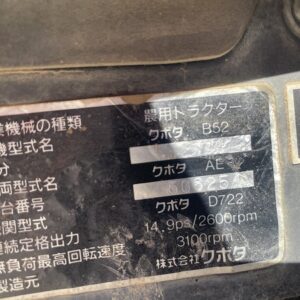 機械の種類 農用トラクター
機型式名 クボタ B52
分
両型式名 クボタ AE
台番号
関型式 クボタ D722
続定格出力 14.9ps/2600rpm
負荷最高回転速度 3100rpm
製造元 株式会社クボタ